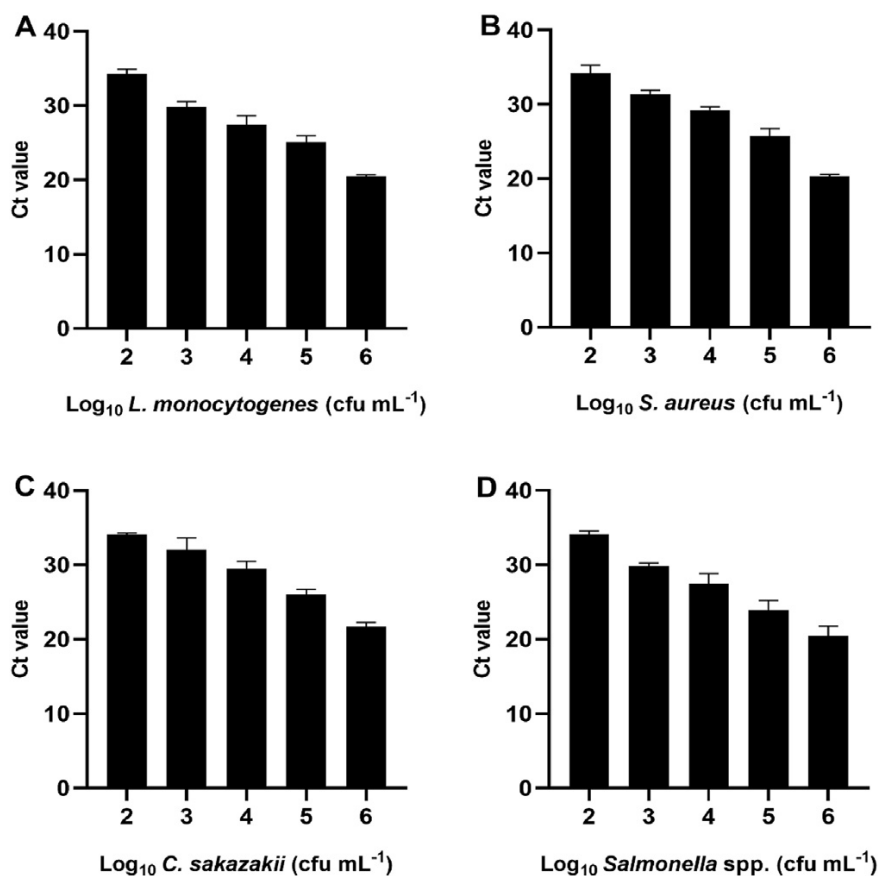 A
40
30
20
10
0
Ct value
2 3 4 5 6
Log₁₀ L. monocytogenes (cfu mL⁻¹)
B
40
30
20
10
0
Ct value
2 3 4 5 6
Log₁₀ S. aureus (cfu mL⁻¹)
C
40
30
20
10
0
Ct value
2 3 4 5 6
Log₁₀ C. sakazakii (cfu mL⁻¹)
D
40
30
20
10
0
Ct value
2 3 4 5 6
Log₁₀ Salmonella spp. (cfu mL⁻¹)